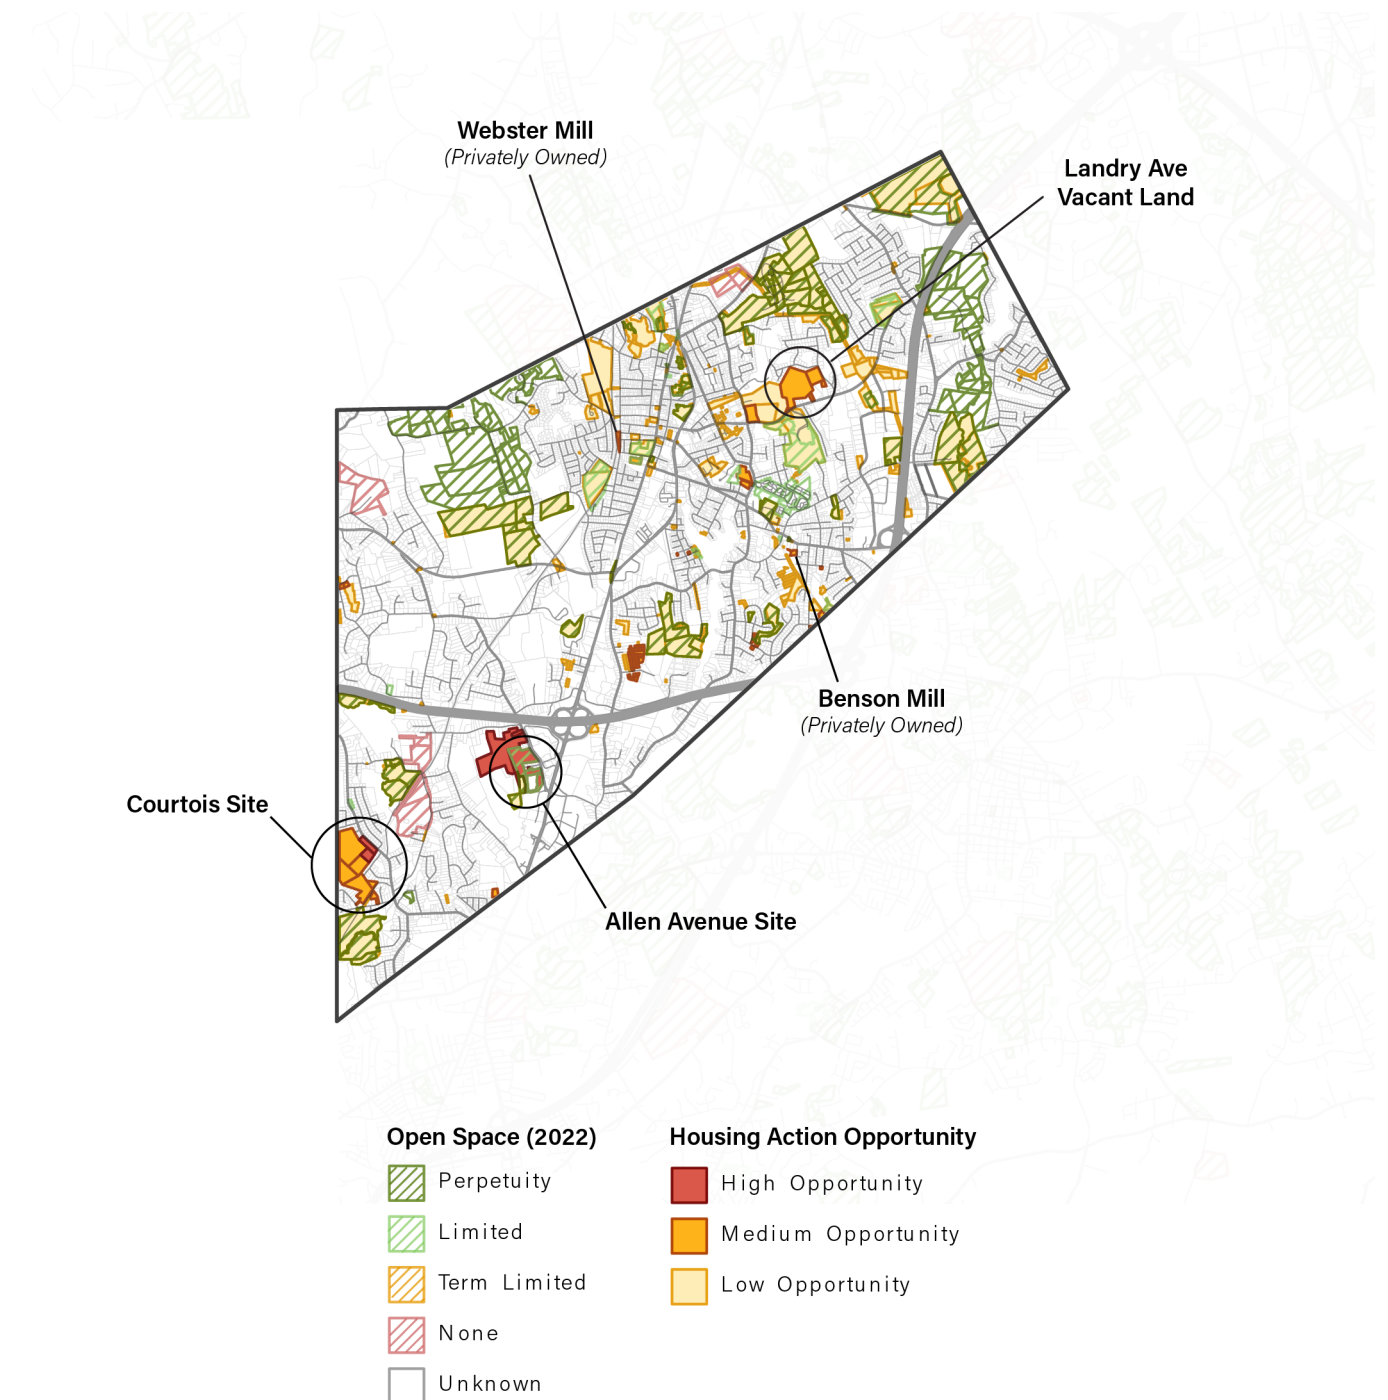 Webster Mill
(Privately Owned)
Landry Ave
Vacant Land
Benson Mill
(Privately Owned)
Courtois Site
Allen Avenue Site
Open Space (2022)
Perpetuity
Limited
Term Limited
None
Unknown
Housing Action Opportunity
High Opportunity
Medium Opportunity
Low Opportunity